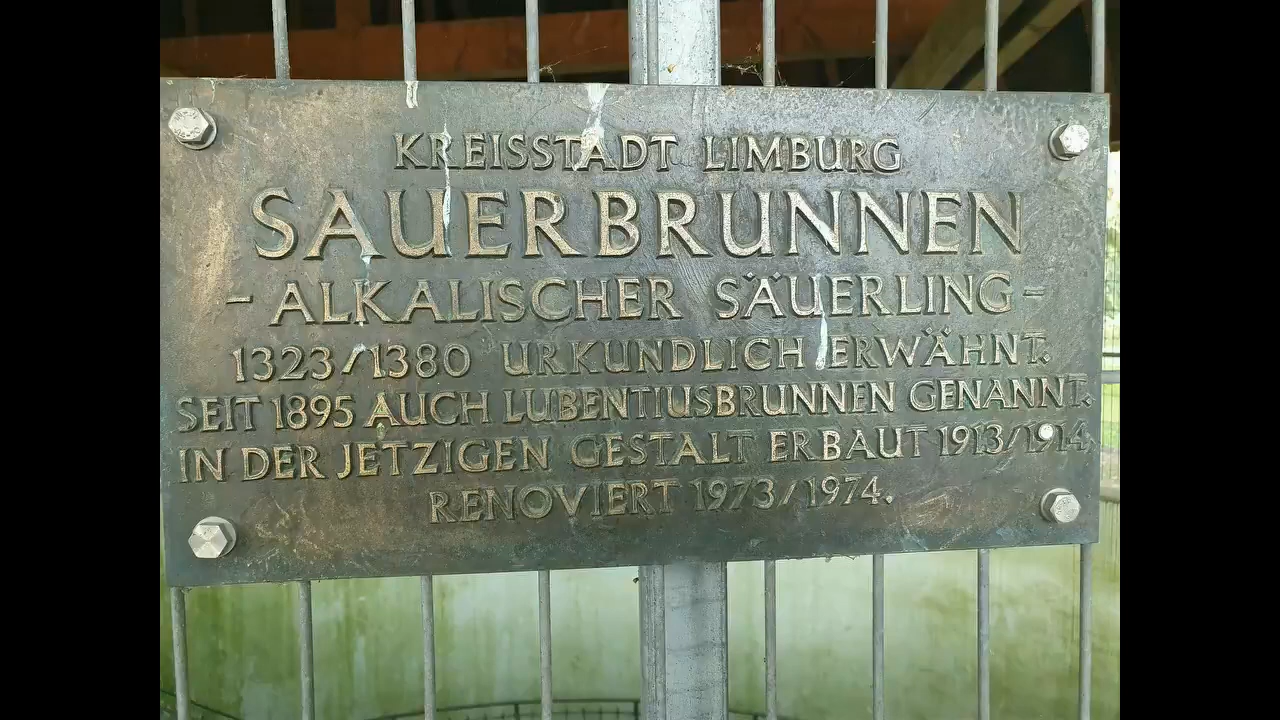 KREISSTADT LIMBURG
SAUERBRUNNEN
- ALKALISCHER SÄUERLING -
1323/1380 URKUNDLICH ERWÄHNT.
SEIT 1895 AUCH LUBENTIUSBRUNNEN GENANNT.
IN DER JETZIGEN GESTALT ERBAUT 1913/1914,
RENOVIERT 1973/1974.